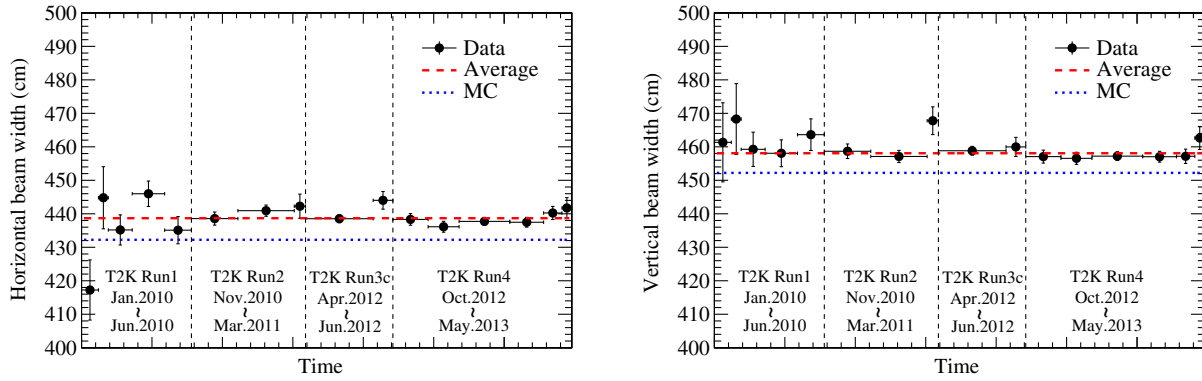 Horizontal beam width (cm)
500
490
480
470
460
450
440
430
420
410
400
Data
Average
MC
T2K Run1
Jan.2010
~
Jun.2010
T2K Run2
Nov.2010
~
Mar.2011
T2K Run3c
Apr.2012
~
Jun.2012
T2K Run4
Oct.2012
~
May.2013
Time
Vertical beam width (cm)
500
490
480
470
460
450
440
430
420
410
400
Data
Average
MC
T2K Run1
Jan.2010
~
Jun.2010
T2K Run2
Nov.2010
~
Mar.2011
T2K Run3c
Apr.2012
~
Jun.2012
T2K Run4
Oct.2012
~
May.2013
Time